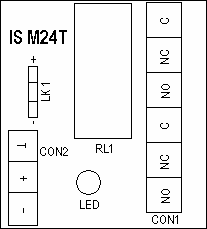 IS M24T
+
LK1
-
T
+
-
CON2
RL1
LED
C
NC
NO
C
NC
NO
CON1